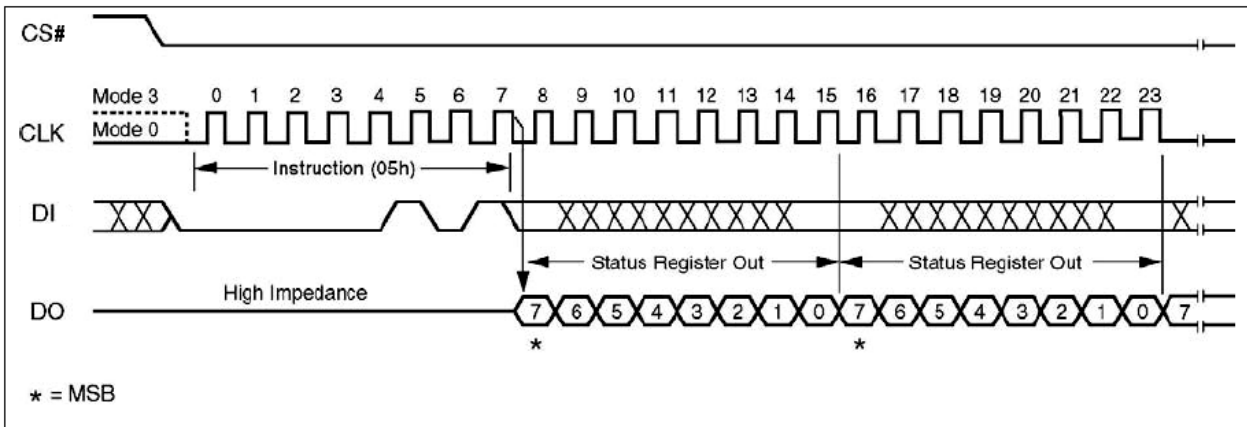 CS#
Mode 3 0 1 2 3 4 5 6 7 8 9 10 11 12 13 14 15 16 17 18 19 20 21 22 23
CLK Mode 0
Instruction (05h)
DI
Status Register Out Status Register Out
High Impedance
DO 7 6 5 4 3 2 1 0 7 6 5 4 3 2 1 0 7
* *
* = MSB